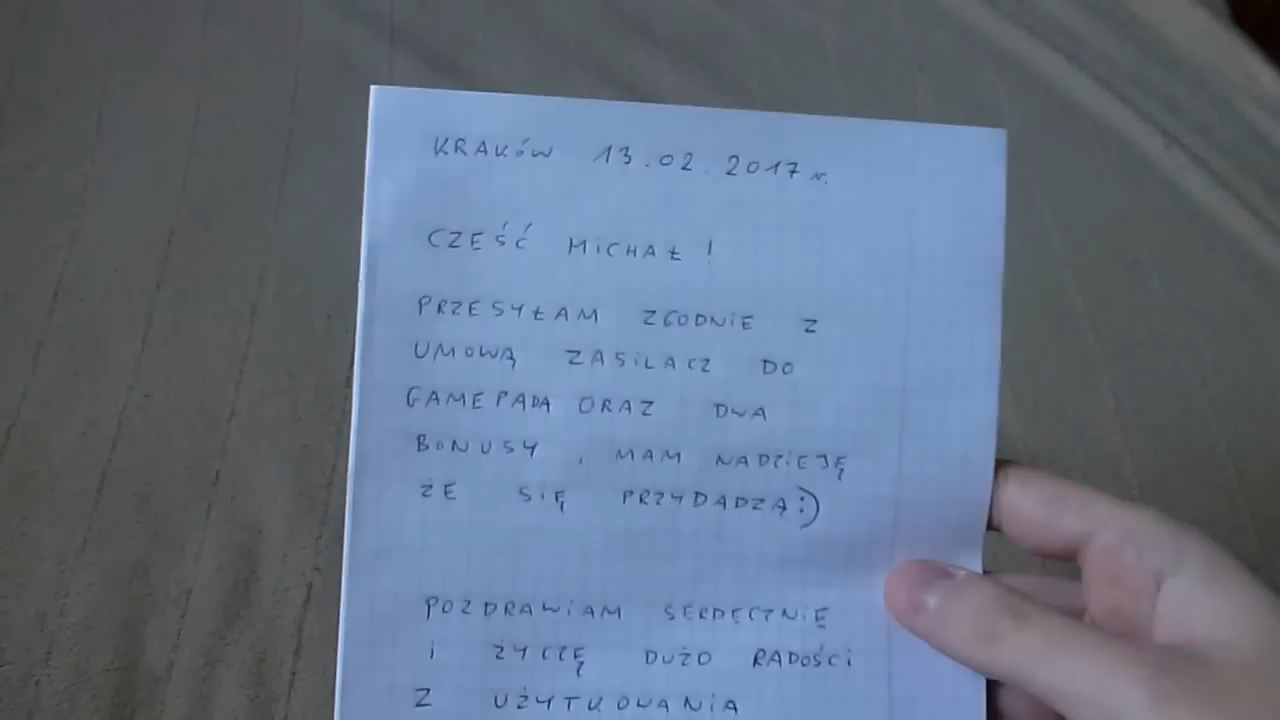 KRAKÓW 13.02.2017 r.
CZEŚĆ MICHAŁ!
PRZESYŁAM ZGODNIE Z
UMOWĄ ZASILACZ DO
GAMEPADA ORAZ DWA
BONUSY, MAM NADZIEJĘ
ŻE SIĘ PRZYDADZĄ:)
POZDRAWIAM SERDECZNIE
I ŻYCZĘ DUŻO RADOŚCI
Z UŻYTKOWANIA